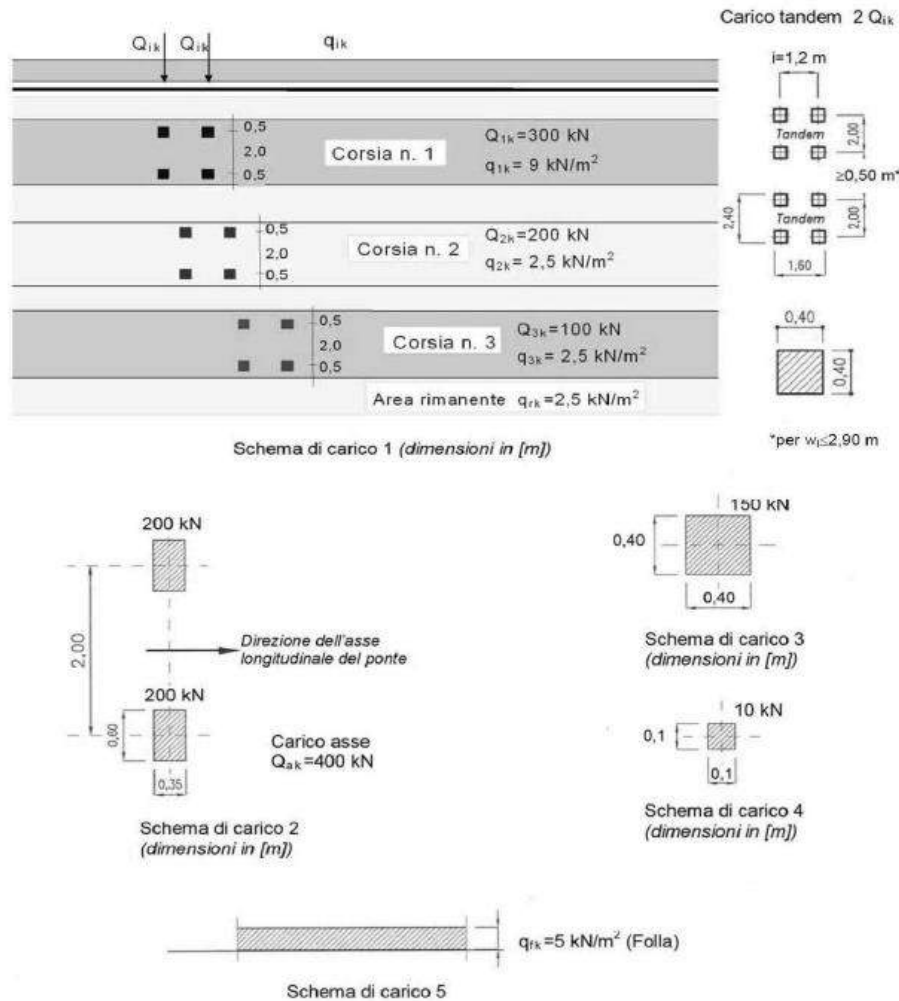 Carico tandem 2 Qik
Qik Qik qik
i=1,2 m
0,5
2,0
0,5
Corsia n. 1
Q1k=300 kN
q1k= 9 kN/m²
Tandem
2,00
≥0,50 m*
0,5
2,0
0,5
Corsia n. 2
Q2k=200 kN
q2k= 2,5 kN/m²
2,40
Tandem
2,00
1,60
0,5
2,0
0,5
Corsia n. 3
Q3k=100 kN
q3k= 2,5 kN/m²
0,40
0,40
Area rimanente qrk=2,5 kN/m²
*per wl≤2,90 m
Schema di carico 1 (dimensioni in [m])
200 kN
2,00
Direzione dell'asse
longitudinale del ponte
200 kN
0,60
0,35
Carico asse
Qak=400 kN
Schema di carico 2
(dimensioni in [m])
150 kN
0,40
0,40
Schema di carico 3
(dimensioni in [m])
10 kN
0,1
0,1
Schema di carico 4
(dimensioni in [m])
qfk=5 kN/m² (Folla)
Schema di carico 5